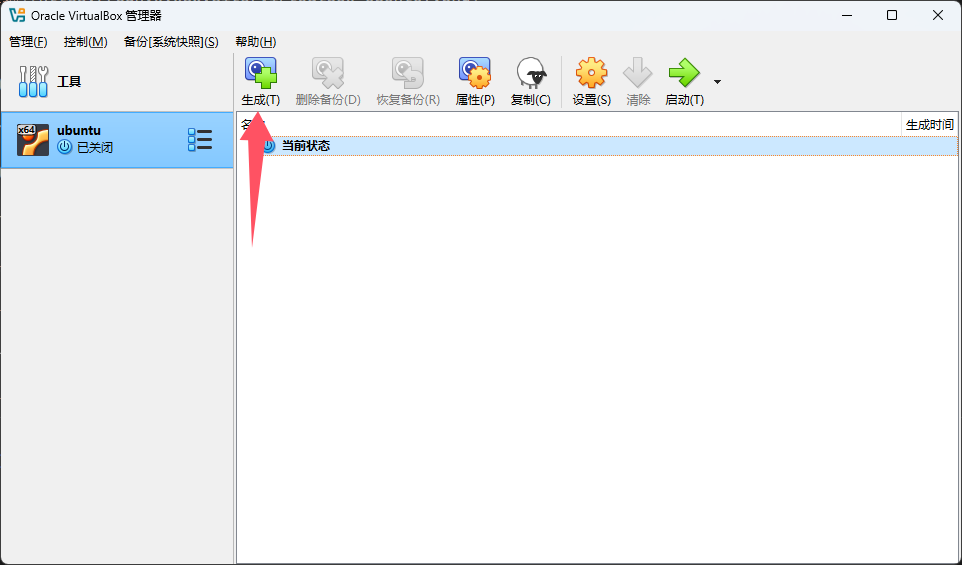 Oracle VirtualBox 管理器
管理(F) 控制(M) 备份[系统快照](S) 帮助(H)
工具
生成(T) 删除备份(D) 恢复备份(R) 属性(P) 复制(C) 设置(S) 清除 启动(T)
x64
ubuntu
已关闭
生成时间
当前状态